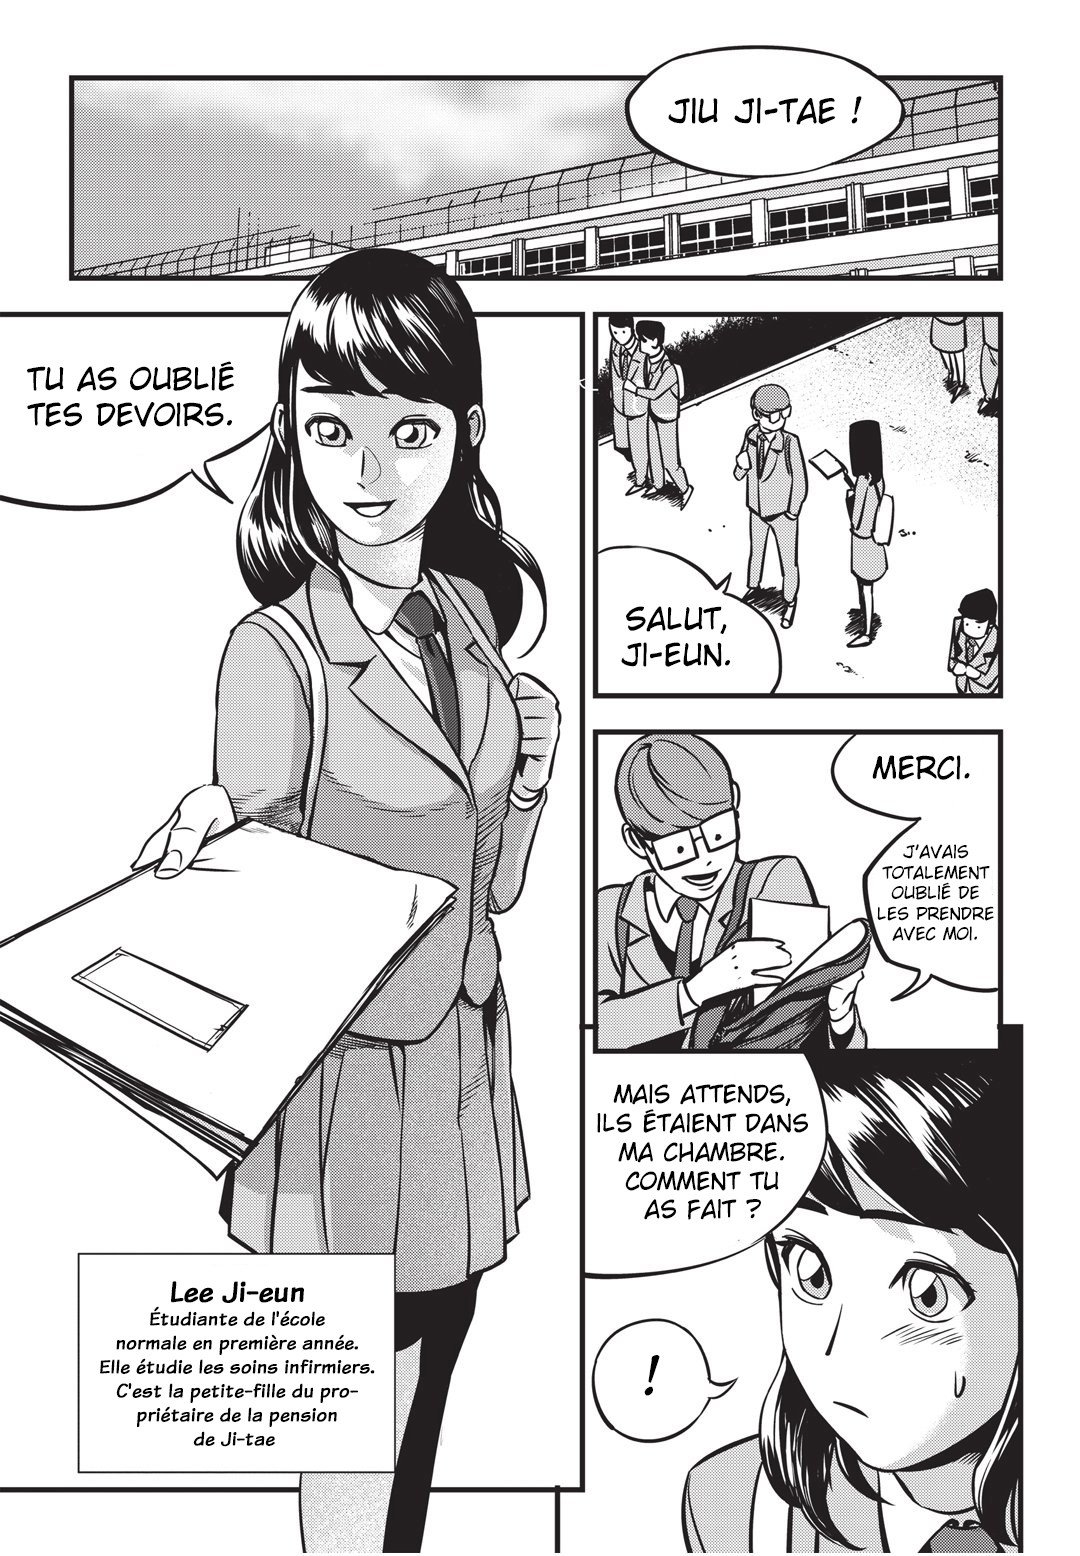 JIU JI-TAE !
TU AS OUBLIÉ
TES DEVOIRS.
SALUT,
JI-EUN.
MERCI.
J'AVAIS
TOTALEMENT
OUBLIÉ DE
LES PRENDRE
AVEC MOI.
MAIS ATTENDS,
ILS ÉTAIENT DANS
MA CHAMBRE.
COMMENT TU
AS FAIT ?
!
Lee Ji-eun
Étudiante de l'école
normale en première année.
Elle étudie les soins infirmiers.
C'est la petite-fille du pro-
priétaire de la pension
de Ji-tae